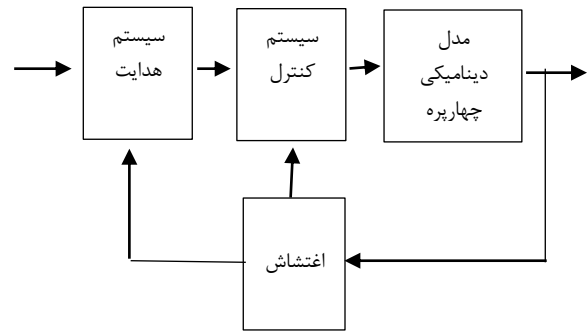 سیستم
هدایت
سیستم
کنترل
مدل
دینامیکی
چهارپره
اغتشاش